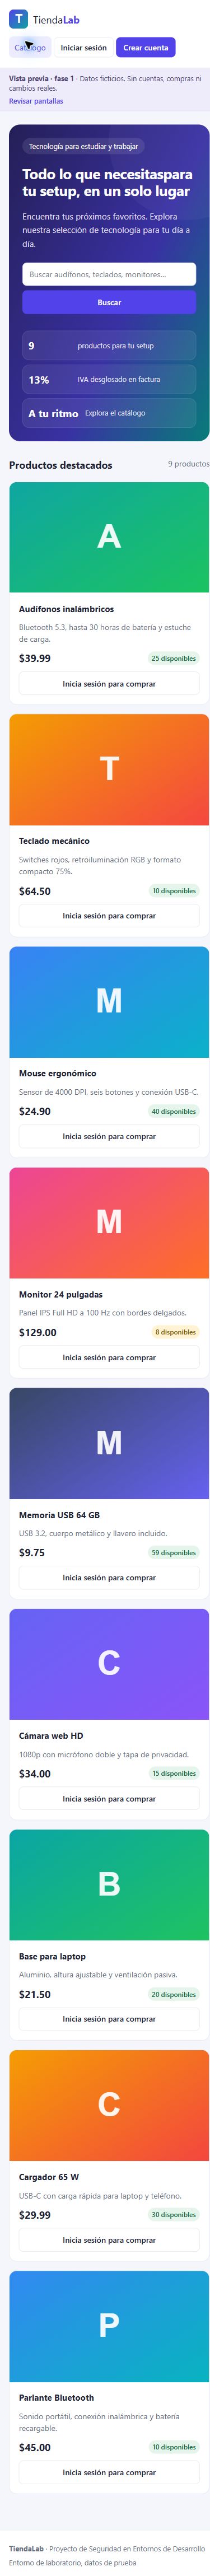 T TiendaLab
Catálogo Iniciar sesión Crear cuenta
Vista previa · fase 1 · Datos ficticios. Sin cuentas, compras ni
cambios reales.
Revisar pantallas
Tecnología para estudiar y trabajar
Todo lo que necesitaspara
tu setup, en un solo lugar
Encuentra tus próximos favoritos. Explora
nuestra selección de tecnología para tu día a
día.
Buscar audífonos, teclados, monitores...
Buscar
9 productos para tu setup
13% IVA desglosado en factura
A tu ritmo Explora el catálogo
Productos destacados 9 productos
A
Audífonos inalámbricos
Bluetooth 5.3, hasta 30 horas de batería y estuche
de carga.
$39.99 25 disponibles
Inicia sesión para comprar
T
Teclado mecánico
Switches rojos, retroiluminación RGB y formato
compacto 75%.
$64.50 10 disponibles
Inicia sesión para comprar
M
Mouse ergonómico
Sensor de 4000 DPI, seis botones y conexión USB-C.
$24.90 40 disponibles
Inicia sesión para comprar
M
Monitor 24 pulgadas
Panel IPS Full HD a 100 Hz con bordes delgados.
$129.00 8 disponibles
Inicia sesión para comprar
M
Memoria USB 64 GB
USB 3.2, cuerpo metálico y llavero incluido.
$9.75 59 disponibles
Inicia sesión para comprar
C
Cámara web HD
1080p con micrófono doble y tapa de privacidad.
$34.00 15 disponibles
Inicia sesión para comprar
B
Base para laptop
Aluminio, altura ajustable y ventilación pasiva.
$21.50 20 disponibles
Inicia sesión para comprar
C
Cargador 65 W
USB-C con carga rápida para laptop y teléfono.
$29.99 30 disponibles
Inicia sesión para comprar
P
Parlante Bluetooth
Sonido portátil, conexión inalámbrica y batería
recargable.
$45.00 10 disponibles
Inicia sesión para comprar
TiendaLab · Proyecto de Seguridad en Entornos de Desarrollo
Entorno de laboratorio, datos de prueba